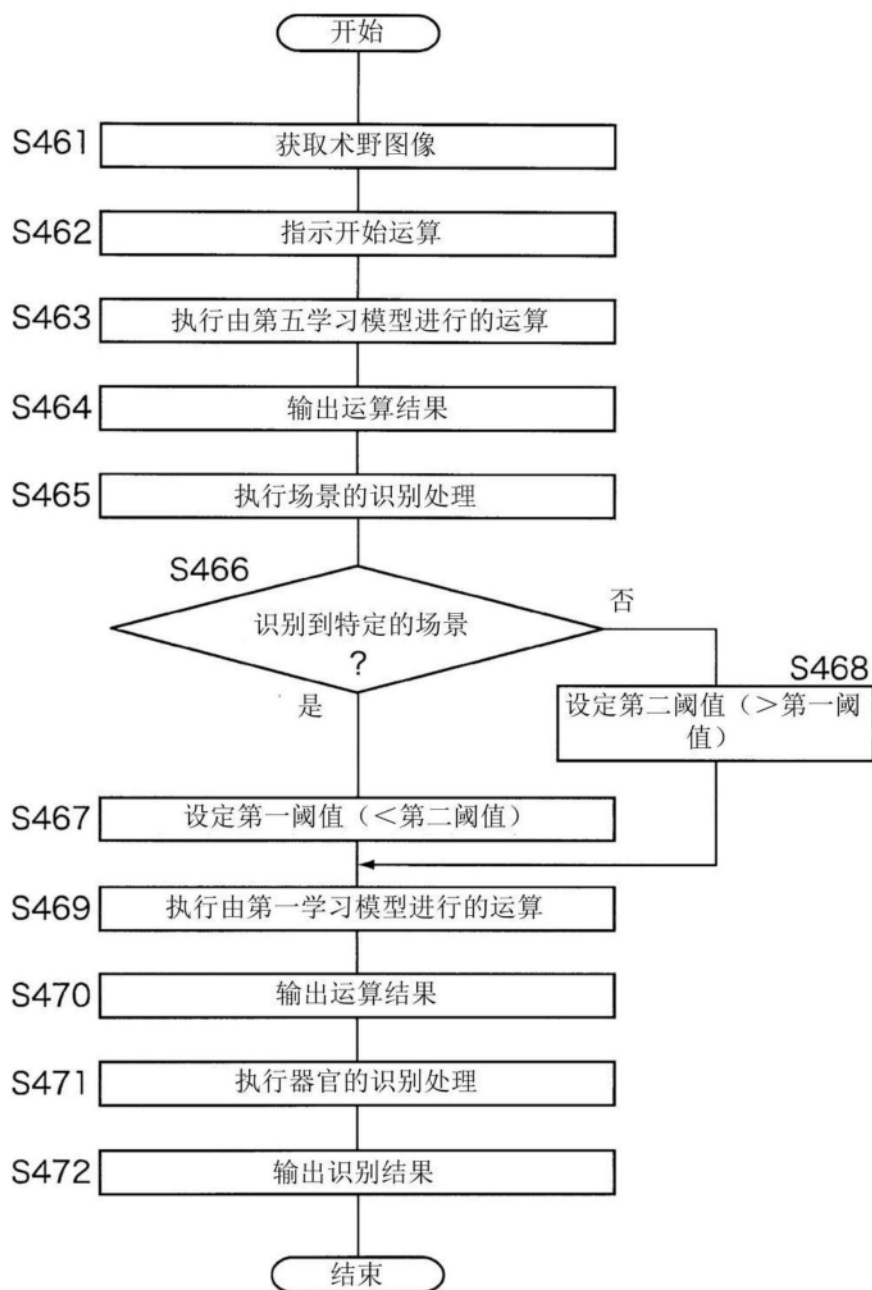 开始
S461
获取术野图像
S462
指示开始运算
S463
执行由第五学习模型进行的运算
S464
输出运算结果
S465
执行场景的识别处理
S466
识别到特定的场景
?
否
是
S468
设定第二阈值（＞第一阈
值）
S467
设定第一阈值（＜第二阈值）
S469
执行由第一学习模型进行的运算
S470
输出运算结果
S471
执行器官的识别处理
S472
输出识别结果
结束